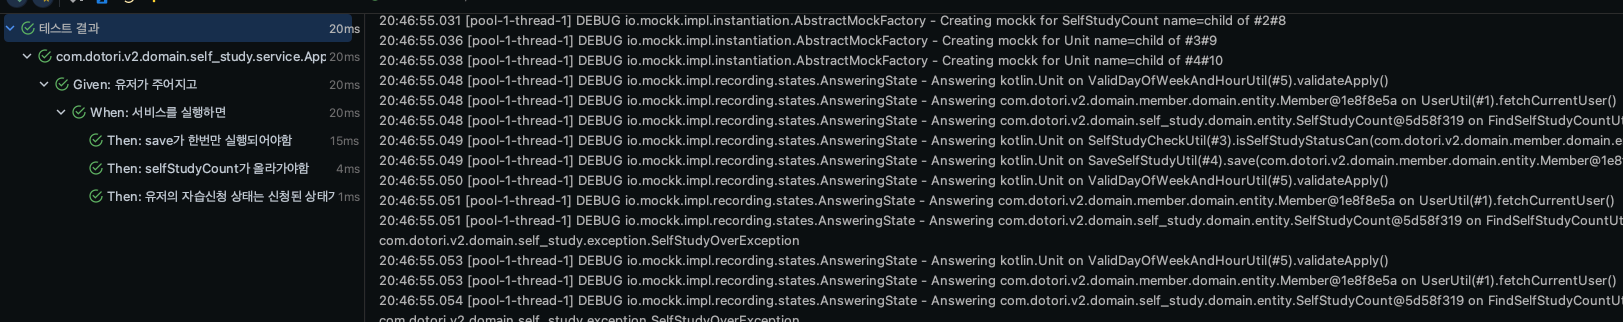 테스트 결과 20ms
com.dotori.v2.domain.self_study.service.App 20ms
Given: 유저가 주어지고 20ms
When: 서비스를 실행하면 20ms
Then: save가 한번만 실행되어야함 15ms
Then: selfStudyCount가 올라가야함 4ms
Then: 유저의 자습신청 상태는 신청된 상태가 1ms
20:46:55.031 [pool-1-thread-1] DEBUG io.mockk.impl.instantiation.AbstractMockFactory - Creating mockk for SelfStudyCount name=child of #2#8
20:46:55.036 [pool-1-thread-1] DEBUG io.mockk.impl.instantiation.AbstractMockFactory - Creating mockk for Unit name=child of #3#9
20:46:55.038 [pool-1-thread-1] DEBUG io.mockk.impl.instantiation.AbstractMockFactory - Creating mockk for Unit name=child of #4#10
20:46:55.048 [pool-1-thread-1] DEBUG io.mockk.impl.recording.states.AnsweringState - Answering kotlin.Unit on ValidDayOfWeekAndHourUtil(#5).validateApply()
20:46:55.048 [pool-1-thread-1] DEBUG io.mockk.impl.recording.states.AnsweringState - Answering com.dotori.v2.domain.member.domain.entity.Member@1e8f8e5a on UserUtil(#1).fetchCurrentUser()
20:46:55.048 [pool-1-thread-1] DEBUG io.mockk.impl.recording.states.AnsweringState - Answering com.dotori.v2.domain.self_study.domain.entity.SelfStudyCount@5d58f319 on FindSelfStudyCountUt
20:46:55.049 [pool-1-thread-1] DEBUG io.mockk.impl.recording.states.AnsweringState - Answering kotlin.Unit on SelfStudyCheckUtil(#3).isSelfStudyStatusCan(com.dotori.v2.domain.member.domain.e
20:46:55.049 [pool-1-thread-1] DEBUG io.mockk.impl.recording.states.AnsweringState - Answering kotlin.Unit on SaveSelfStudyUtil(#4).save(com.dotori.v2.domain.member.domain.entity.Member@1e8
20:46:55.050 [pool-1-thread-1] DEBUG io.mockk.impl.recording.states.AnsweringState - Answering kotlin.Unit on ValidDayOfWeekAndHourUtil(#5).validateApply()
20:46:55.051 [pool-1-thread-1] DEBUG io.mockk.impl.recording.states.AnsweringState - Answering com.dotori.v2.domain.member.domain.entity.Member@1e8f8e5a on UserUtil(#1).fetchCurrentUser()
20:46:55.051 [pool-1-thread-1] DEBUG io.mockk.impl.recording.states.AnsweringState - Answering com.dotori.v2.domain.self_study.domain.entity.SelfStudyCount@5d58f319 on FindSelfStudyCountUt
com.dotori.v2.domain.self_study.exception.SelfStudyOverException
20:46:55.053 [pool-1-thread-1] DEBUG io.mockk.impl.recording.states.AnsweringState - Answering kotlin.Unit on ValidDayOfWeekAndHourUtil(#5).validateApply()
20:46:55.053 [pool-1-thread-1] DEBUG io.mockk.impl.recording.states.AnsweringState - Answering com.dotori.v2.domain.member.domain.entity.Member@1e8f8e5a on UserUtil(#1).fetchCurrentUser()
20:46:55.054 [pool-1-thread-1] DEBUG io.mockk.impl.recording.states.AnsweringState - Answering com.dotori.v2.domain.self_study.domain.entity.SelfStudyCount@5d58f319 on FindSelfStudyCountUt
com.dotori.v2.domain.self_study.exception.SelfStudyOverException